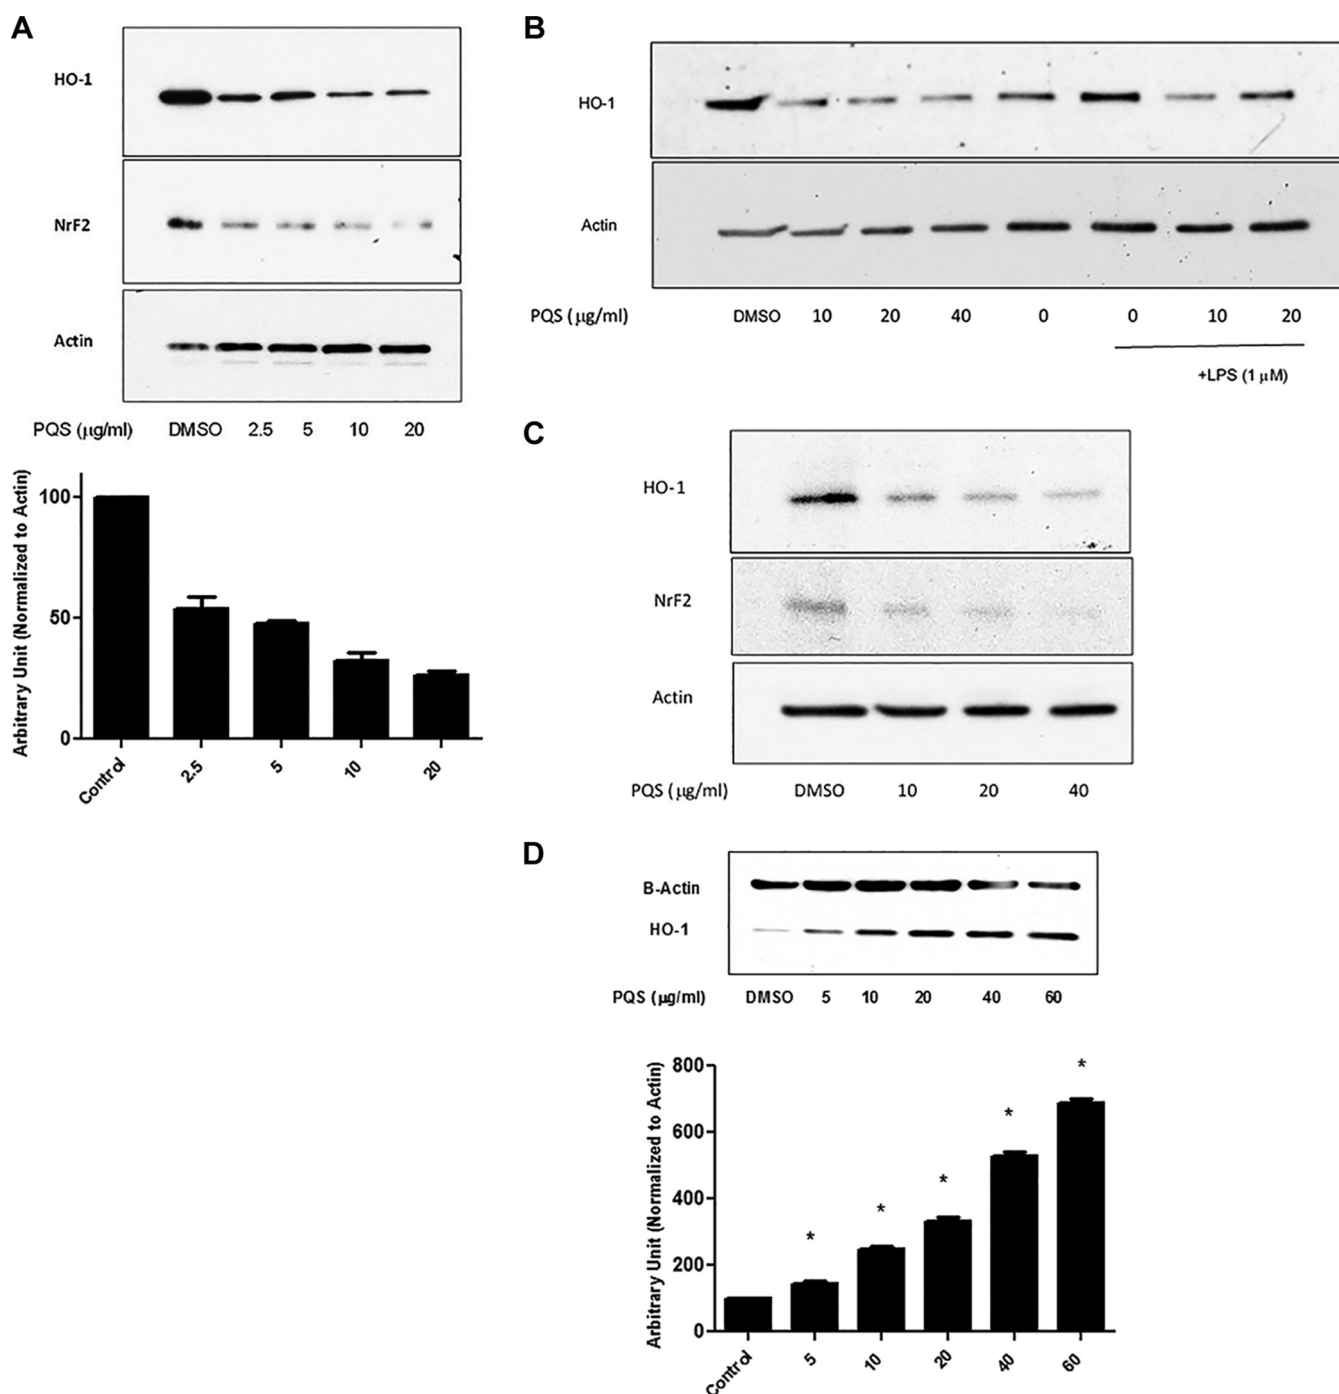 A
HO-1
NrF2
Actin
PQS (μg/ml) DMSO 2.5 5 10 20
Arbitrary Unit (Normalized to Actin)
100
50
0
Control 2.5 5 10 20
B
HO-1
Actin
PQS (μg/ml) DMSO 10 20 40 0 0 10 20
+LPS (1 μM)
C
HO-1
NrF2
Actin
PQS (μg/ml) DMSO 10 20 40
D
B-Actin
HO-1
PQS (μg/ml) DMSO 5 10 20 40 60
Arbitrary Unit (Normalized to Actin)
800
600
400
200
0
* * * * *
Control 5 10 20 40 60